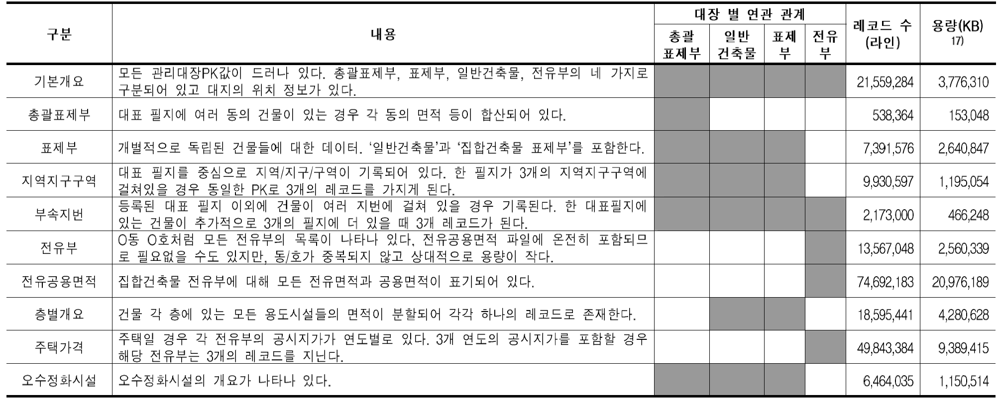 구분 내용 대장 별 연관 관계 레코드 수 (라인) 용량(KB) 17)
총괄 표제부 일반 건축물 표제 부 전유 부
기본개요 모든 관리대장PK값이 드러나 있다. 총괄표제부, 표제부, 일반건축물, 전유부의 네 가지로
구분되어 있고 대지의 위치 정보가 있다. 21,559,284 3,776,310
총괄표제부 대표 필지에 여러 동의 건물이 있는 경우 각 동의 면적 등이 합산되어 있다. 538,364 153,048
표제부 개별적으로 독립된 건물들에 대한 데이터. ‘일반건축물’과 ‘집합건축물 표제부’를 포함한다. 7,391,576 2,640,847
지역지구구역 대표 필지를 중심으로 지역/지구/구역이 기록되어 있다. 한 필지가 3개의 지역지구구역에
걸쳐있을 경우 동일한 PK로 3개의 레코드를 가지게 된다. 9,930,597 1,195,054
부속지번 등록된 대표 필지 이외에 건물이 여러 지번에 걸쳐 있을 경우 기록된다. 한 대표필지에
있는 건물이 추가적으로 3개의 필지에 더 있을 때 3개 레코드가 된다. 2,173,000 466,248
전유부 O동 O호처럼 모든 전유부의 목록이 나타나 있다. 전유공용면적 파일에 온전히 포함되므
로 필요없을 수도 있지만, 동/호가 중복되지 않고 상대적으로 용량이 작다. 13,567,048 2,560,339
전유공용면적 집합건축물 전유부에 대해 모든 전유면적과 공용면적이 표기되어 있다. 74,692,183 20,976,189
층별개요 건물 각 층에 있는 모든 용도시설들의 면적이 분할되어 각각 하나의 레코드로 존재한다. 18,595,441 4,280,628
주택가격 주택일 경우 각 전유부의 공시지가가 연도별로 있다. 3개 연도의 공시지가를 포함할 경우
해당 전유부는 3개의 레코드를 지닌다. 49,843,384 9,389,415
오수정화시설 오수정화시설의 개요가 나타나 있다. 6,464,035 1,150,514